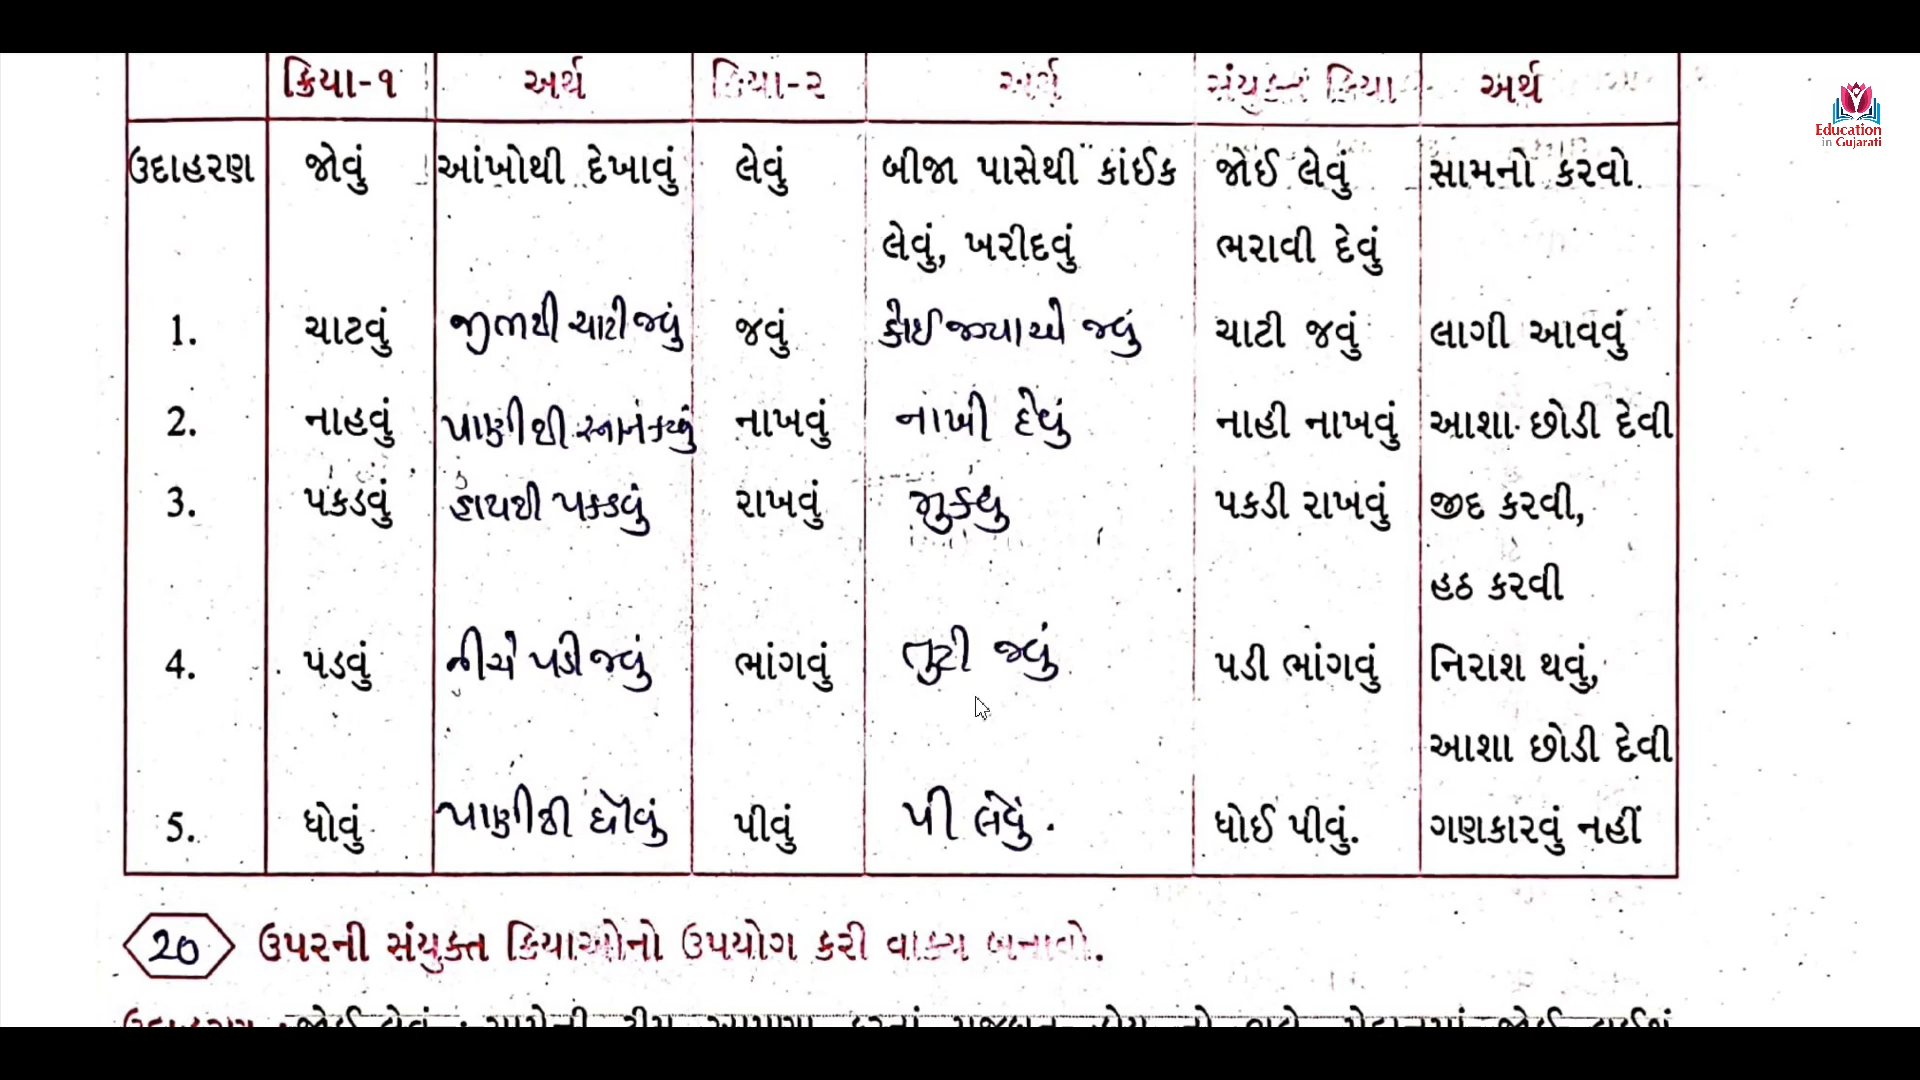 ક્રિયા-૧ અર્થ ક્રિયા-૨ અર્થ સંયુક્ત ક્રિયા અર્થ
Education
in Gujarati
ઉદાહરણ જોવું આંખોથી દેખાવું લેવું બીજા પાસેથી કાંઈક જોઈ લેવું સામનો કરવો
લેવું, ખરીદવું ભરાવી દેવું
1. ચાટવું જીભથી ચાટી જવું જવું કોઈ જગ્યાએ જવું ચાટી જવું લાગી આવવું
2. નાહવું પાણીથી સ્નાન કરવું નાખવું નાખી દેવું નાહી નાખવું આશા છોડી દેવી
3. પકડવું હાથથી પકડવું રાખવું મુકવુ પકડી રાખવું જીદ કરવી,
હઠ કરવી
4. પડવું નીચે પડી જવું ભાંગવું તુટી જવું પડી ભાંગવું નિરાશ થવું,
આશા છોડી દેવી
5. ધોવું પાણીથી ધોવું પીવું પી લેવું. ધોઈ પીવું. ગણકારવું નહીં
20 ઉપરની સંયુક્ત ક્રિયાઓનો ઉપયોગ કરી વાક્ય બનાવો.